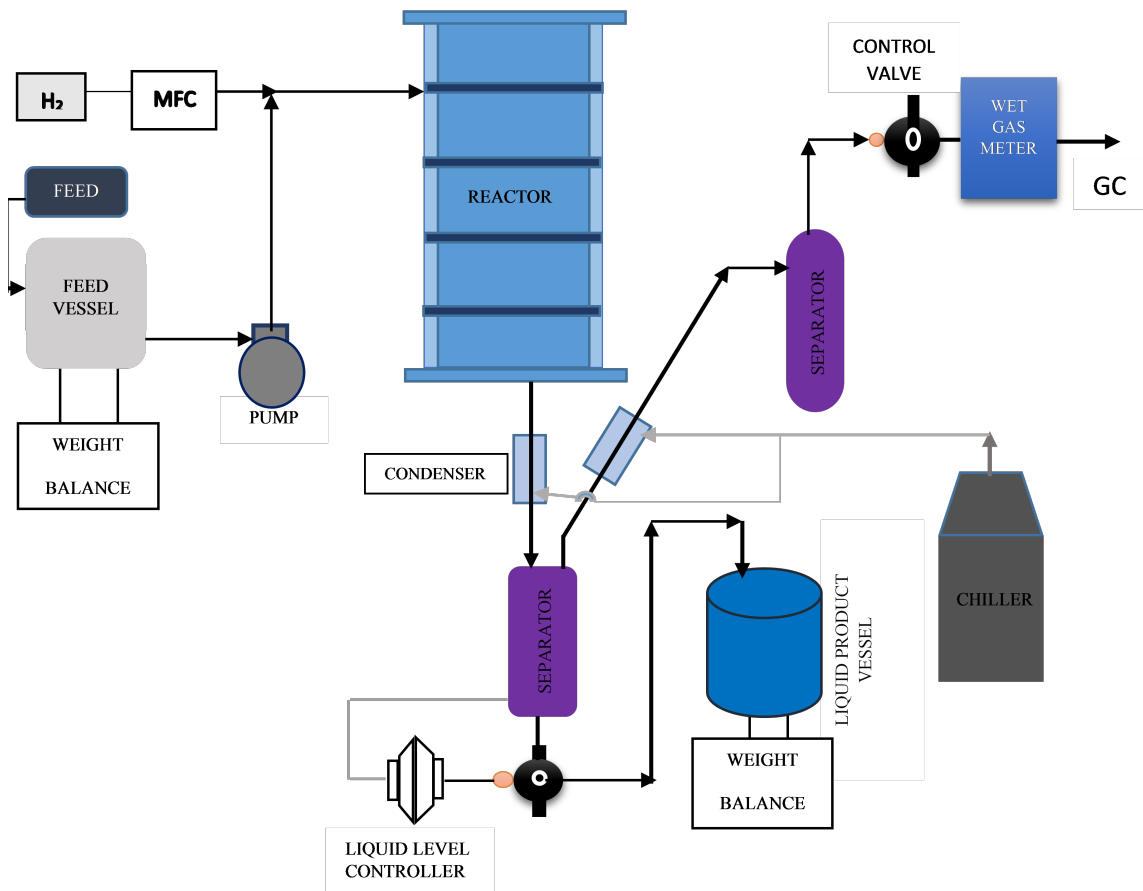 H₂
MFC
FEED
FEED
VESSEL
WEIGHT
BALANCE
PUMP
REACTOR
CONDENSER
SEPARATOR
LIQUID LEVEL
CONTROLLER
SEPARATOR
CONTROL
VALVE
WET
GAS
METER
GC
CHILLER
LIQUID PRODUCT
VESSEL
WEIGHT
BALANCE